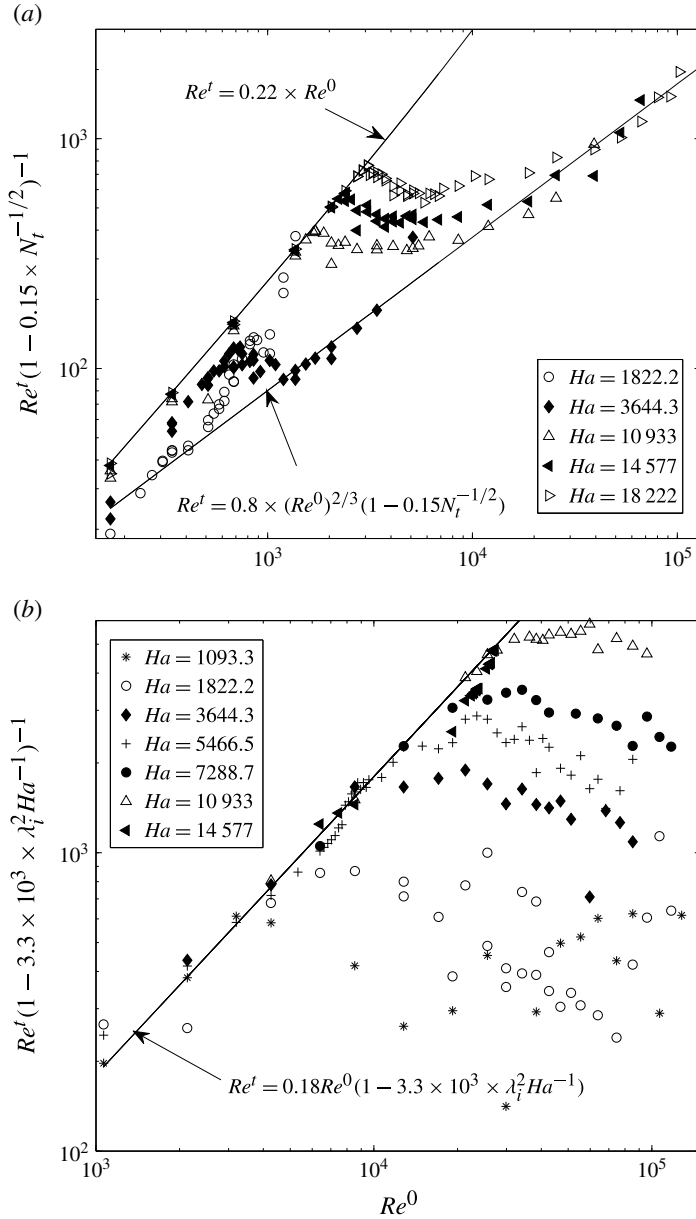 (a)
Re^t = 0.22 × Re^0
10^3
Re^t(1 − 0.15 × N_t^{−1/2})^{−1}
10^2
Ha = 1822.2
Ha = 3644.3
Ha = 10 933
Ha = 14 577
Ha = 18 222
Re^t = 0.8 × (Re^0)^{2/3}(1 − 0.15N_t^{−1/2})
10^3
10^4
10^5
(b)
Ha = 1093.3
Ha = 1822.2
Ha = 3644.3
Ha = 5466.5
Ha = 7288.7
Ha = 10 933
Ha = 14 577
Re^t(1 − 3.3 × 10^3 × λ_i^2 Ha^{−1})^{−1}
10^3
Re^t = 0.18Re^0(1 − 3.3 × 10^3 × λ_i^2 Ha^{−1})
10^2
10^3
10^4
10^5
Re^0